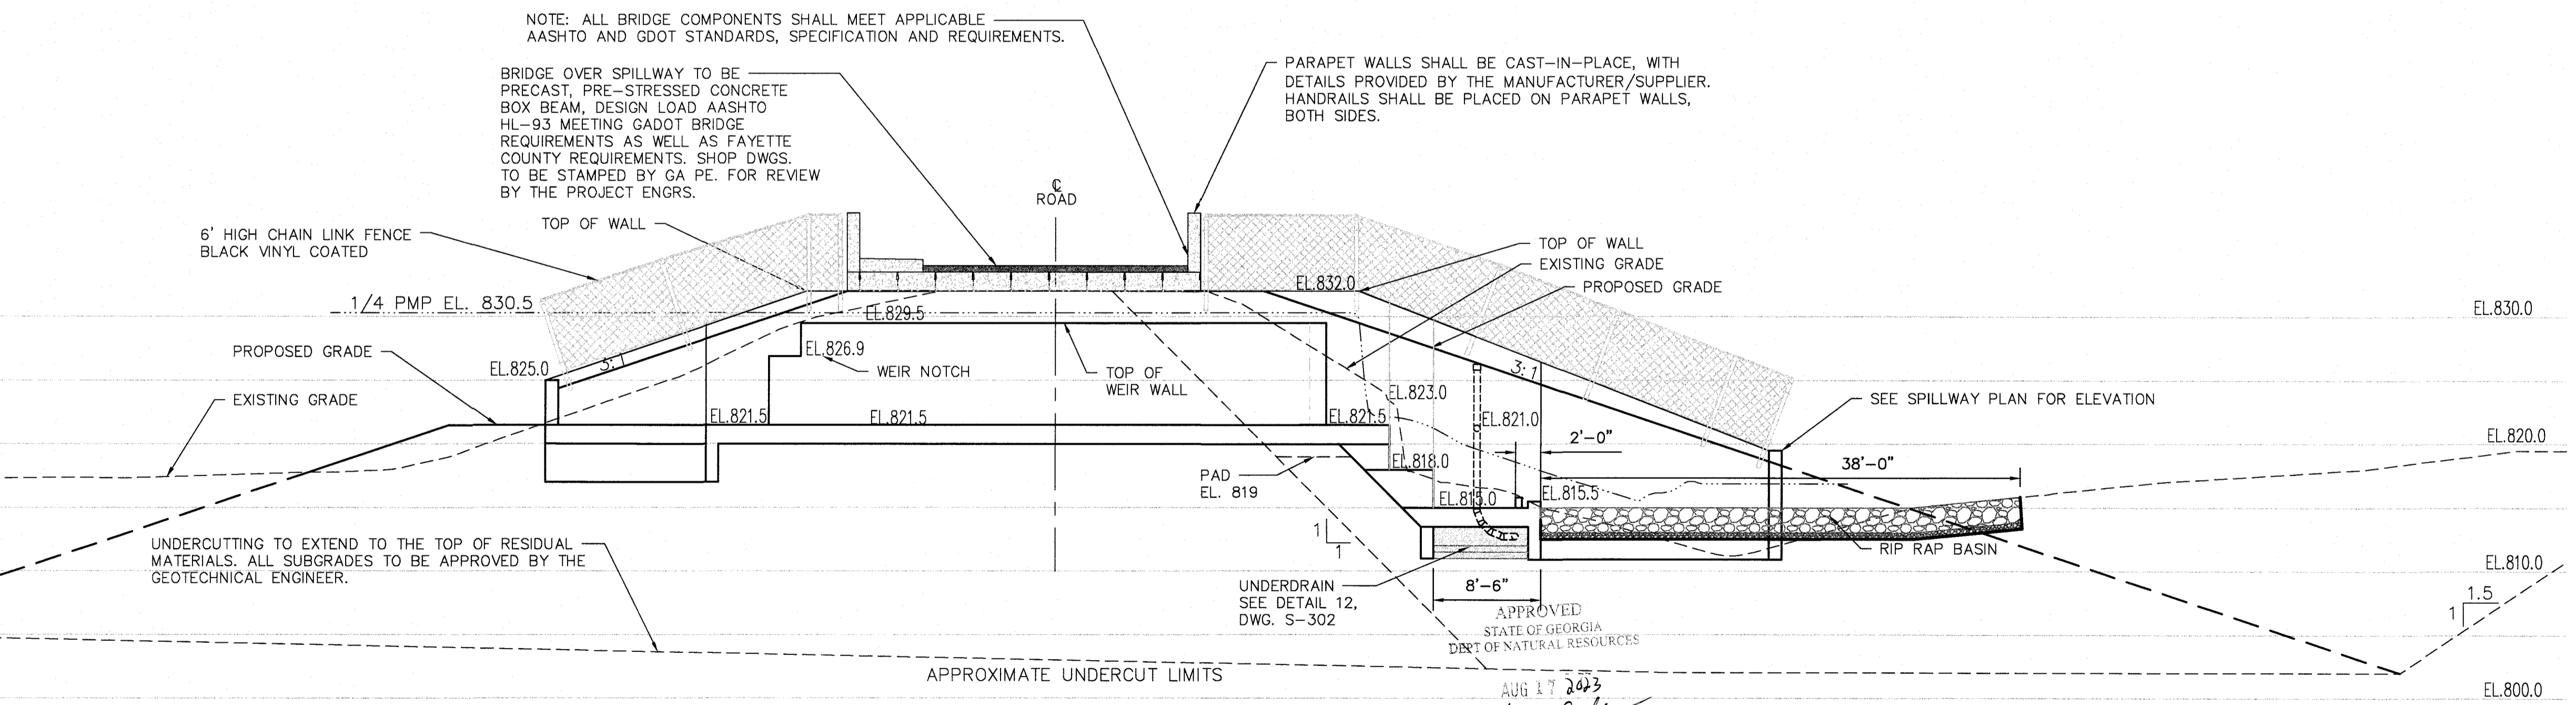 NOTE: ALL BRIDGE COMPONENTS SHALL MEET APPLICABLE
AASHTO AND GDOT STANDARDS, SPECIFICATION AND REQUIREMENTS.
BRIDGE OVER SPILLWAY TO BE
PRECAST, PRE-STRESSED CONCRETE
BOX BEAM, DESIGN LOAD AASHTO
HL-93 MEETING GADOT BRIDGE
REQUIREMENTS AS WELL AS FAYETTE
COUNTY REQUIREMENTS. SHOP DWGS.
TO BE STAMPED BY GA PE. FOR REVIEW
BY THE PROJECT ENGRS.
PARAPET WALLS SHALL BE CAST-IN-PLACE, WITH
DETAILS PROVIDED BY THE MANUFACTURER/SUPPLIER.
HANDRAILS SHALL BE PLACED ON PARAPET WALLS,
BOTH SIDES.
℄
ROAD
TOP OF WALL
6' HIGH CHAIN LINK FENCE
BLACK VINYL COATED
TOP OF WALL
EXISTING GRADE
PROPOSED GRADE
EL.832.0
1/4 PMP EL. 830.5
EL.829.5
EL.830.0
EL.826.9
WEIR NOTCH
TOP OF
WEIR WALL
PROPOSED GRADE
EL.825.0
3:1
3:1
EXISTING GRADE
EL.823.0
EL.821.5
EL.821.5
EL.821.5
EL.821.0
SEE SPILLWAY PLAN FOR ELEVATION
2'-0"
EL.820.0
38'-0"
EL.818.0
PAD
EL. 819
EL.815.0
EL.815.5
1
1
RIP RAP BASIN
UNDERCUTTING TO EXTEND TO THE TOP OF RESIDUAL
MATERIALS. ALL SUBGRADES TO BE APPROVED BY THE
GEOTECHNICAL ENGINEER.
EL.810.0
UNDERDRAIN
SEE DETAIL 12,
DWG. S-302
8'-6"
1.5
1
APPROVED
STATE OF GEORGIA
DEPT OF NATURAL RESOURCES
APPROXIMATE UNDERCUT LIMITS
AUG 17 2023
EL.800.0